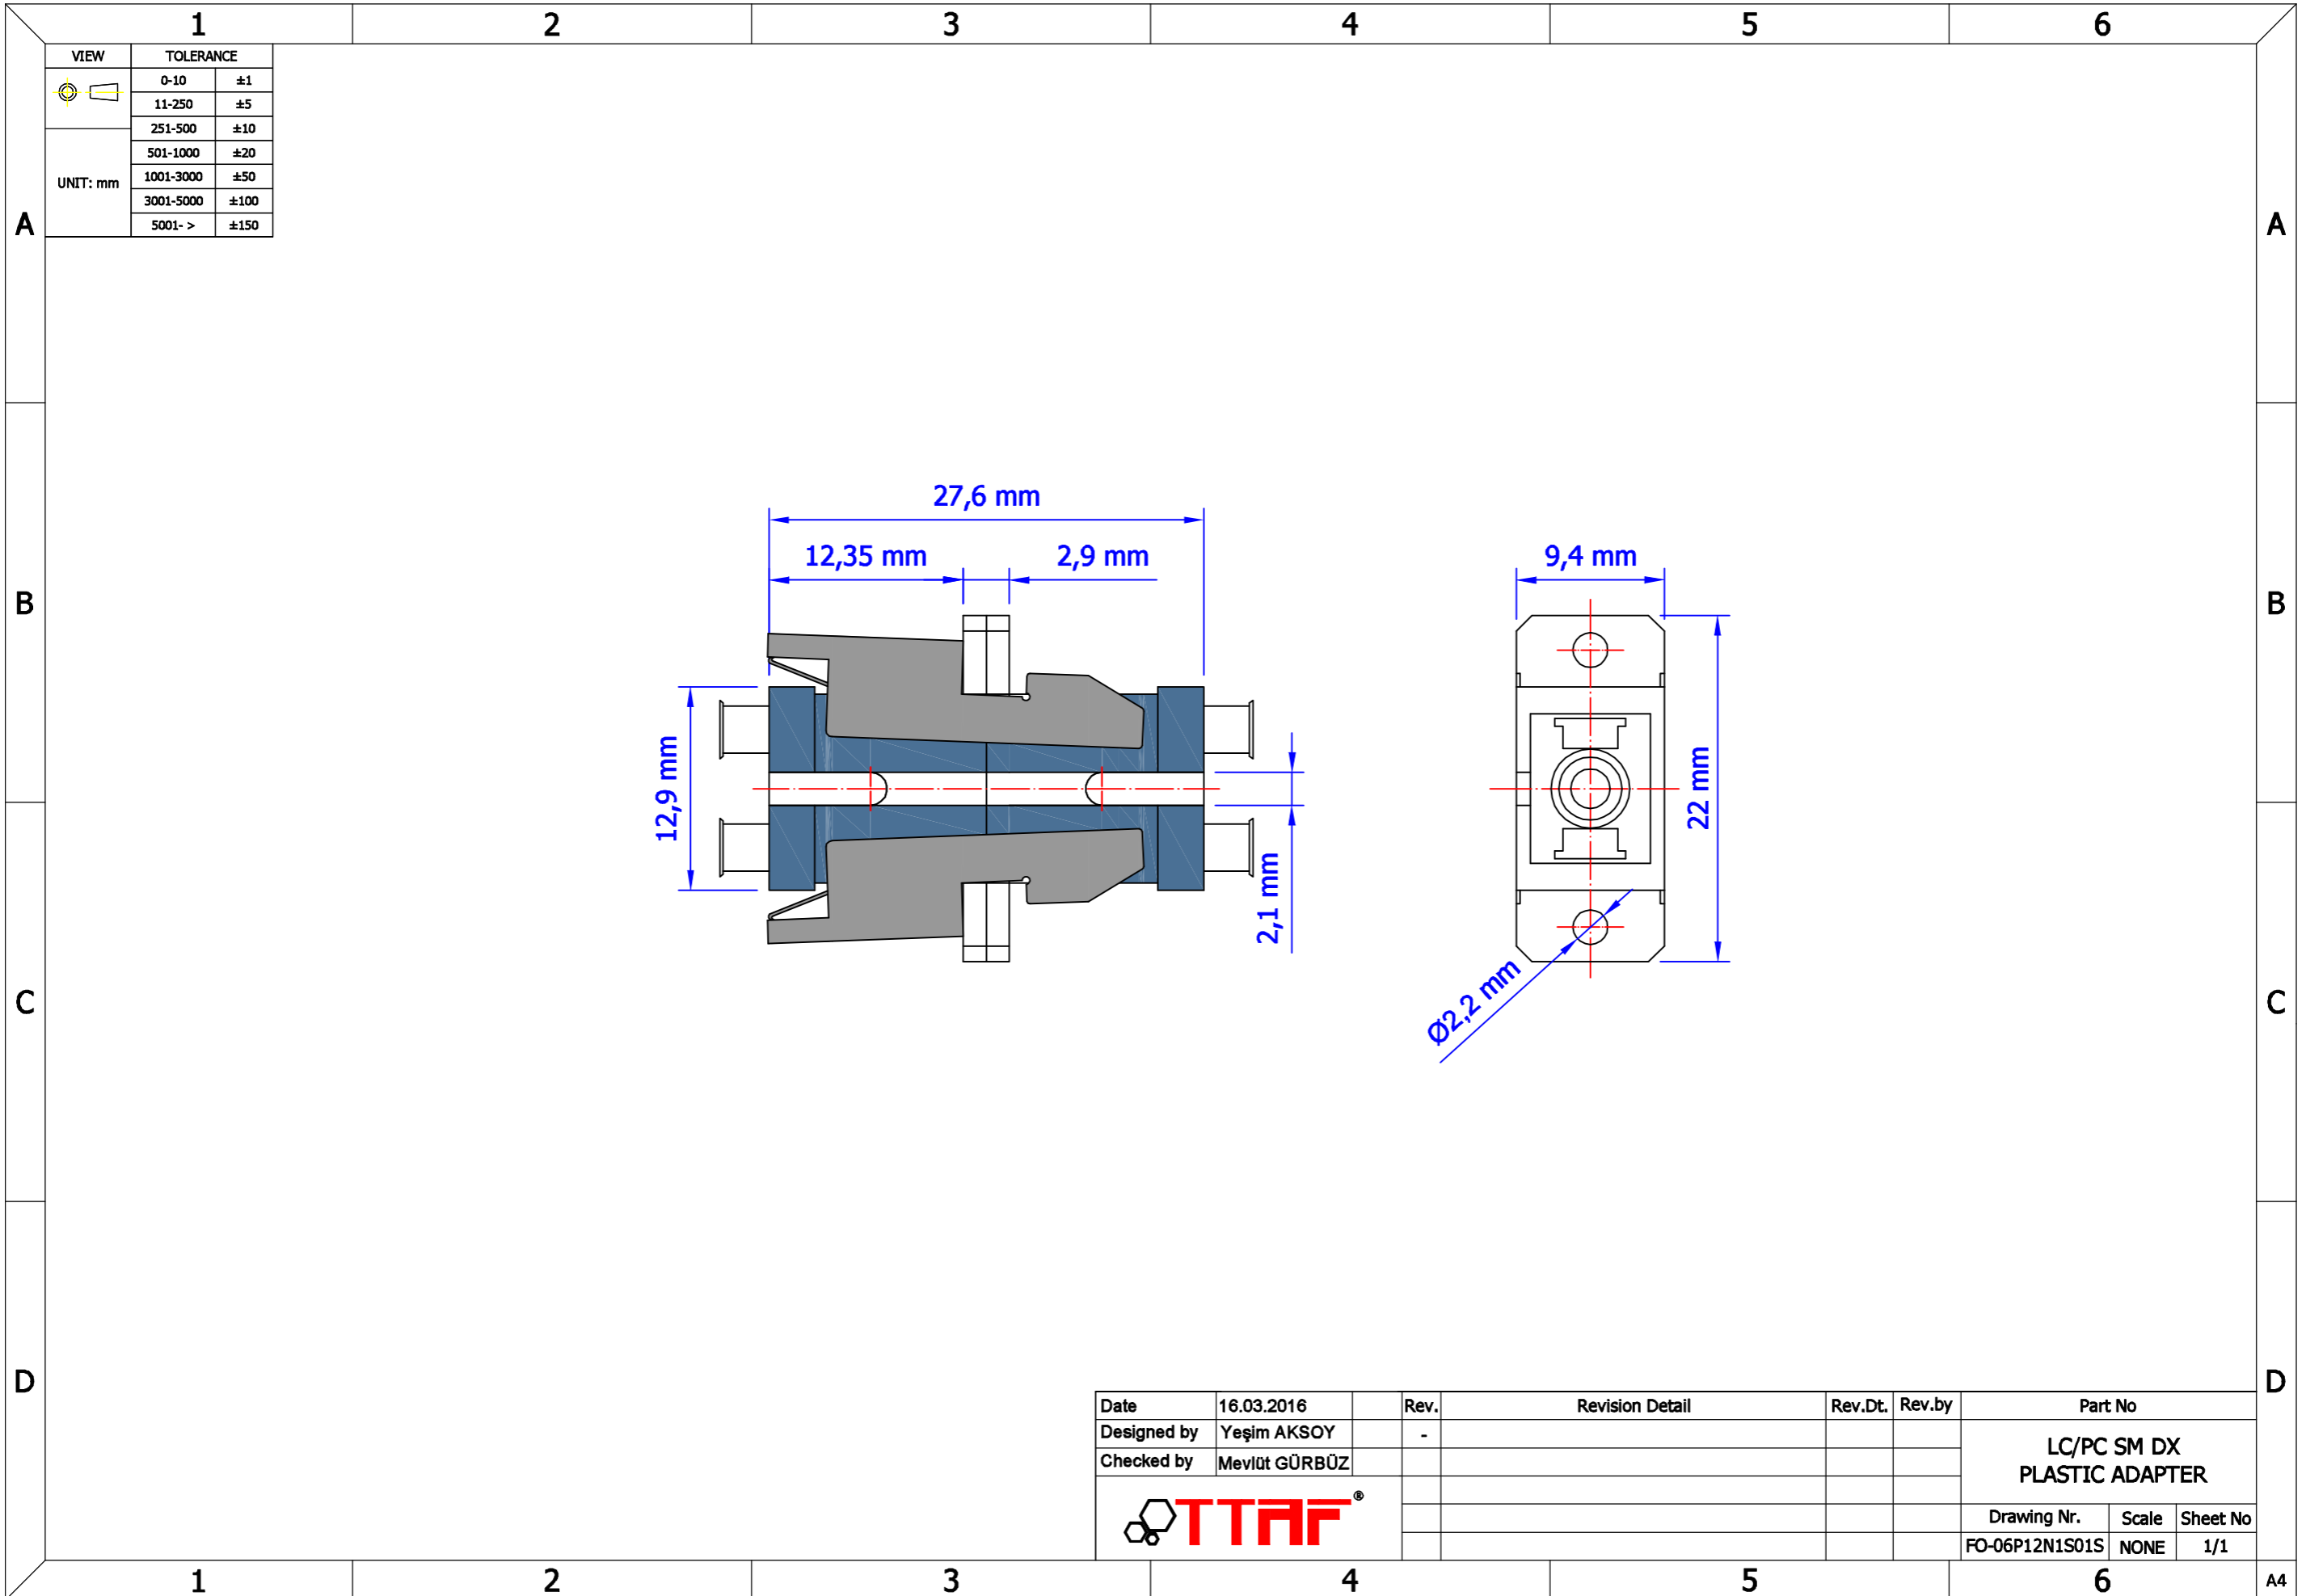 1 2 3 4 5 6
VIEW TOLERANCE
0-10 ±1
11-250 ±5
251-500 ±10
501-1000 ±20
UNIT: mm 1001-3000 ±50
3001-5000 ±100
5001- > ±150
A A
27,6 mm
12,35 mm 2,9 mm 9,4 mm
B B
12,9 mm
22 mm
2,1 mm
Ø2,2 mm
C C
D D
Date 16.03.2016 Rev. Revision Detail Rev.Dt. Rev.by Part No
Designed by Yeşim AKSOY -
LC/PC SM DX
Checked by Mevlüt GÜRBÜZ
PLASTIC ADAPTER
TTAF®
Drawing Nr. Scale Sheet No
FO-06P12N1S01S NONE 1/1
1 2 3 4 5 6 A4